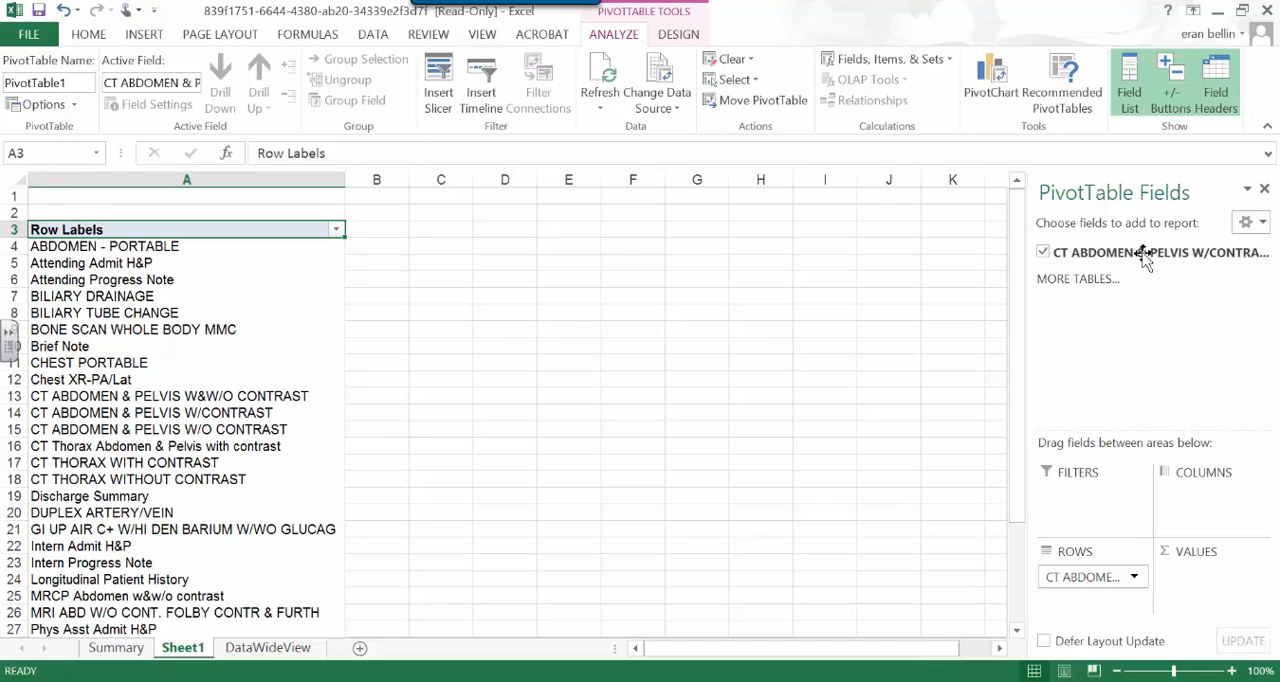 839f1751-6644-4380-ab20-34339e2f3d7f [Read-Only] - Excel
PIVOTTABLE TOOLS
?
FILE
HOME
INSERT
PAGE LAYOUT
FORMULAS
DATA
REVIEW
VIEW
ACROBAT
ANALYZE
DESIGN
eran bellin
PivotTable Name:
PivotTable1
Options
PivotTable
Active Field:
CT ABDOMEN & P
Field Settings
Drill Down
Drill Up
Active Field
Group Selection
Ungroup
Group Field
Group
Insert Slicer
Insert Timeline
Filter Connections
Filter
Refresh
Change Data Source
Data
Clear
Select
Move PivotTable
Actions
Fields, Items, & Sets
OLAP Tools
Relationships
Calculations
PivotChart
Recommended PivotTables
Tools
Field List
+/- Buttons
Field Headers
Show
A3
fx
Row Labels
A B C D E F G H I J K
1
2
3 Row Labels
4 ABDOMEN - PORTABLE
5 Attending Admit H&P
6 Attending Progress Note
7 BILIARY DRAINAGE
8 BILIARY TUBE CHANGE
BONE SCAN WHOLE BODY MMC
Brief Note
11 CHEST PORTABLE
12 Chest XR-PA/Lat
13 CT ABDOMEN & PELVIS W&W/O CONTRAST
14 CT ABDOMEN & PELVIS W/CONTRAST
15 CT ABDOMEN & PELVIS W/O CONTRAST
16 CT Thorax Abdomen & Pelvis with contrast
17 CT THORAX WITH CONTRAST
18 CT THORAX WITHOUT CONTRAST
19 Discharge Summary
20 DUPLEX ARTERY/VEIN
21 GI UP AIR C+ W/HI DEN BARIUM W/WO GLUCAG
22 Intern Admit H&P
23 Intern Progress Note
24 Longitudinal Patient History
25 MRCP Abdomen w&w/o contrast
26 MRI ABD W/O CONT. FOLBY CONTR & FURTH
27 Phys Asst Admit H&P
PivotTable Fields
Choose fields to add to report:
CT ABDOMEN & PELVIS W/CONTRA...
MORE TABLES...
Drag fields between areas below:
FILTERS
COLUMNS
ROWS
Σ VALUES
CT ABDOME...
Defer Layout Update
UPDATE
Summary
Sheet1
DataWideView
READY
100%